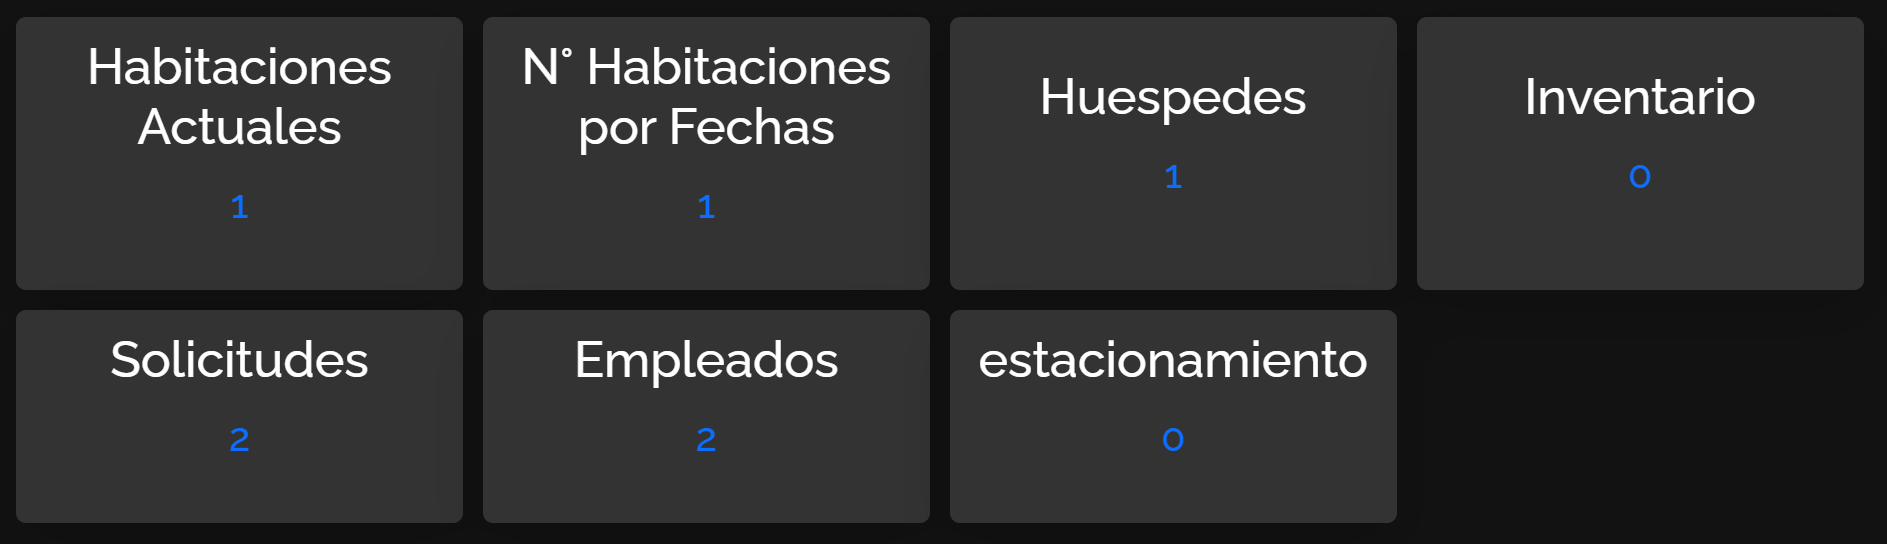 Habitaciones
Actuales
1
N° Habitaciones
por Fechas
1
Huespedes
1
Inventario
0
Solicitudes
2
Empleados
2
estacionamiento
0